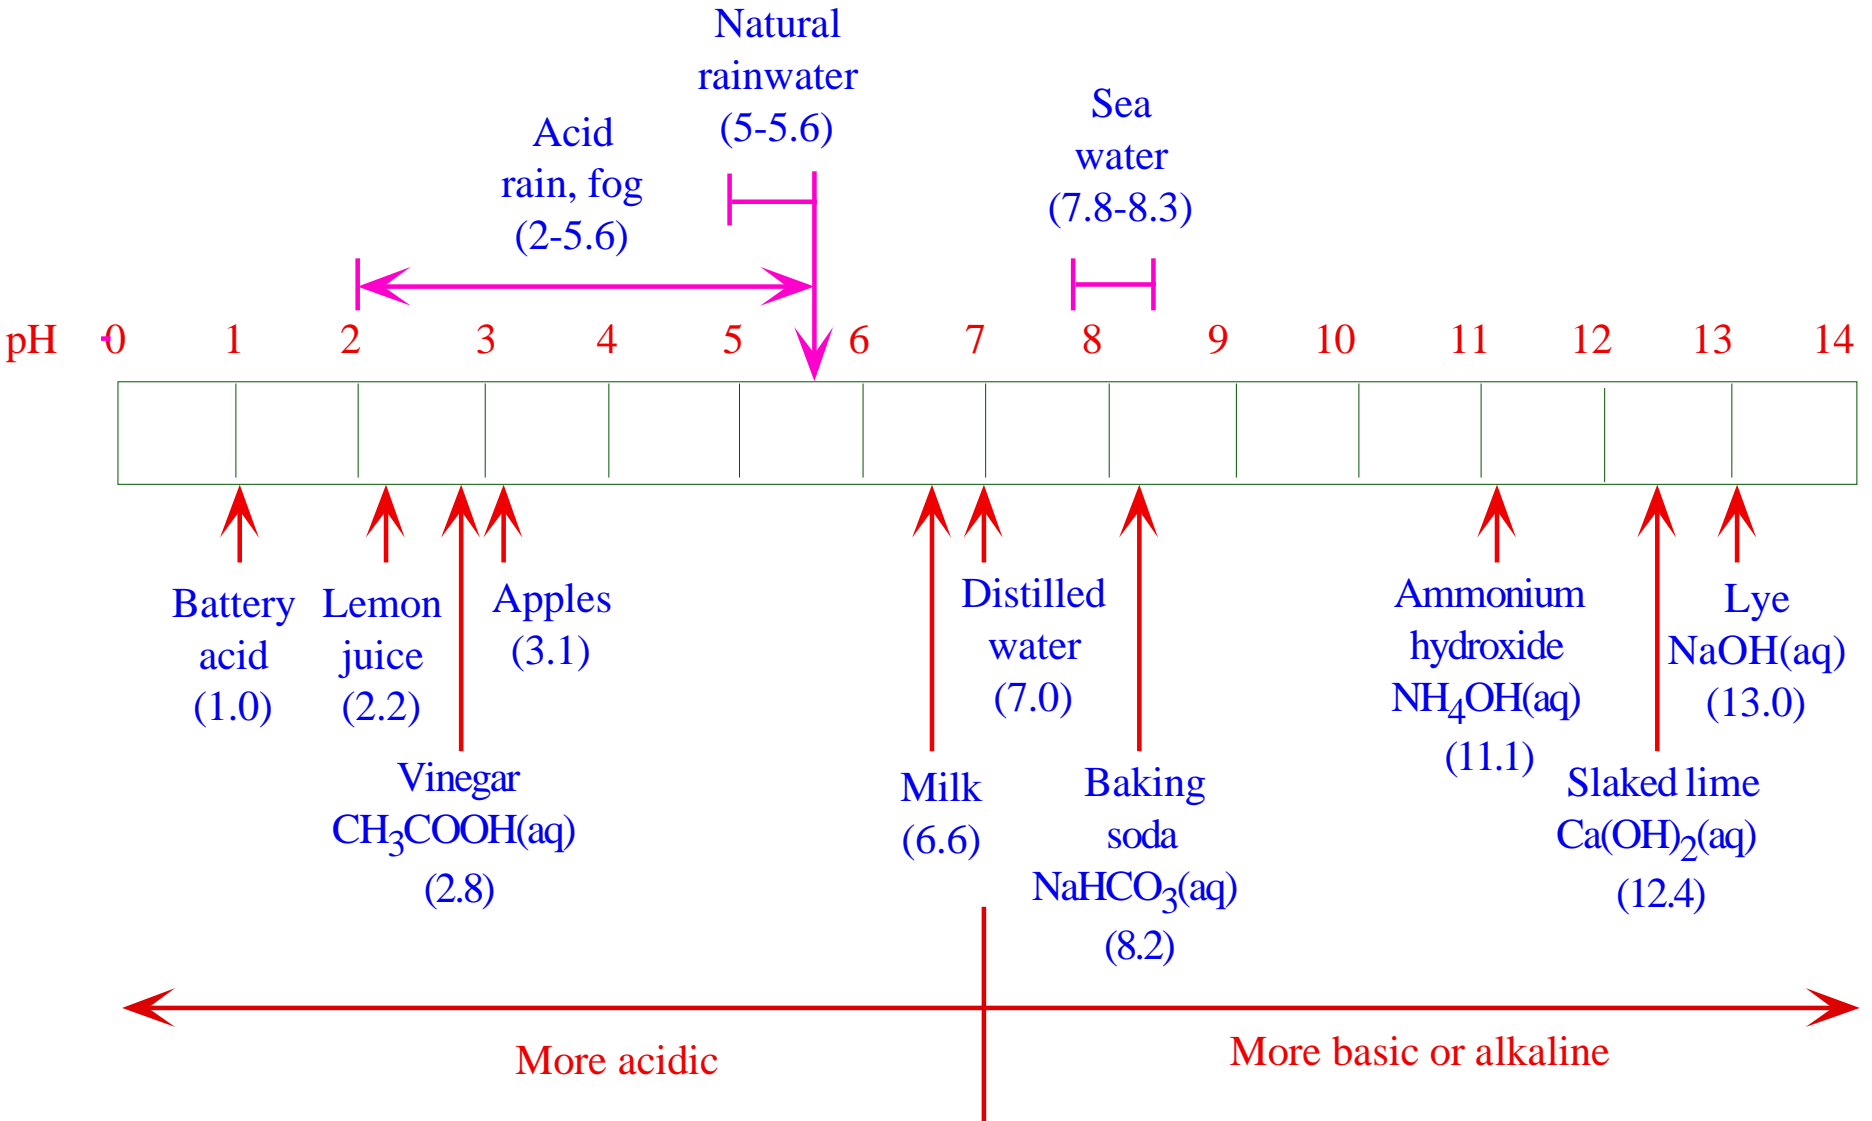 Natural
rainwater
(5-5.6)
Acid
rain, fog
(2-5.6)
Sea
water
(7.8-8.3)
pH 0 1 2 3 4 5 6 7 8 9 10 11 12 13 14
Battery
acid
(1.0)
Lemon
juice
(2.2)
Vinegar
CH₃COOH(aq)
(2.8)
Apples
(3.1)
Milk
(6.6)
Distilled
water
(7.0)
Baking
soda
NaHCO₃(aq)
(8.2)
Ammonium
hydroxide
NH₄OH(aq)
(11.1)
Slaked lime
Ca(OH)₂(aq)
(12.4)
Lye
NaOH(aq)
(13.0)
More acidic
More basic or alkaline